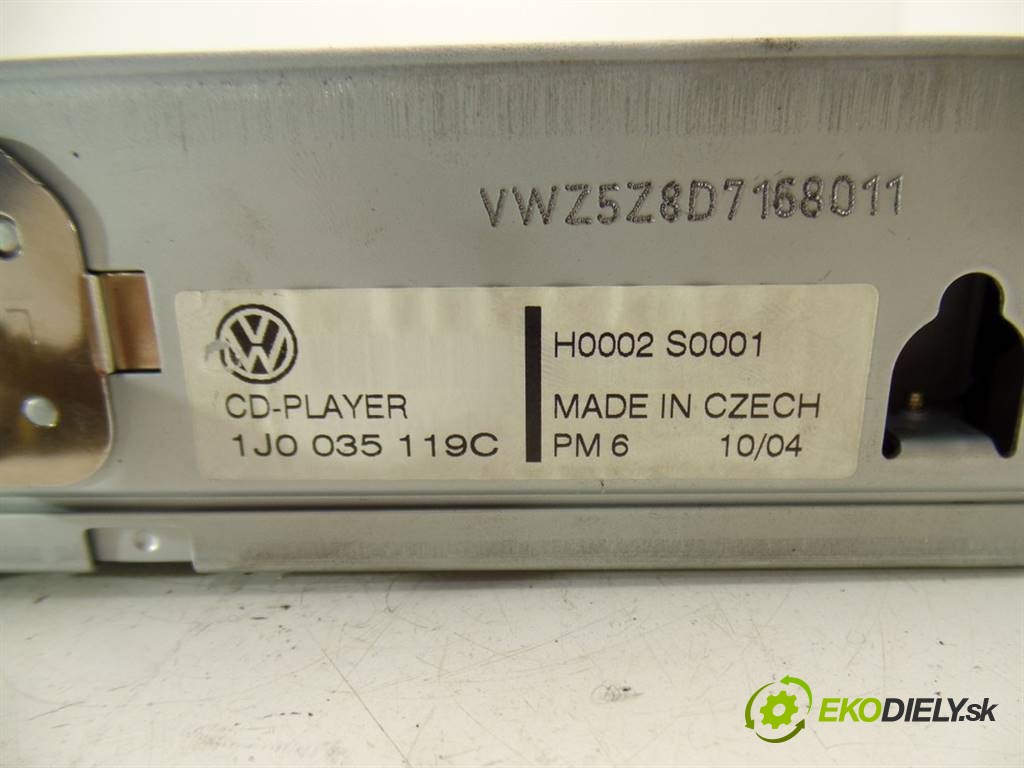 VWZ5Z8D7168011
CD-PLAYER
1J0 035 119C
H0002 S0001
MADE IN CZECH
PM 6 10/04
EKODIELY.sk